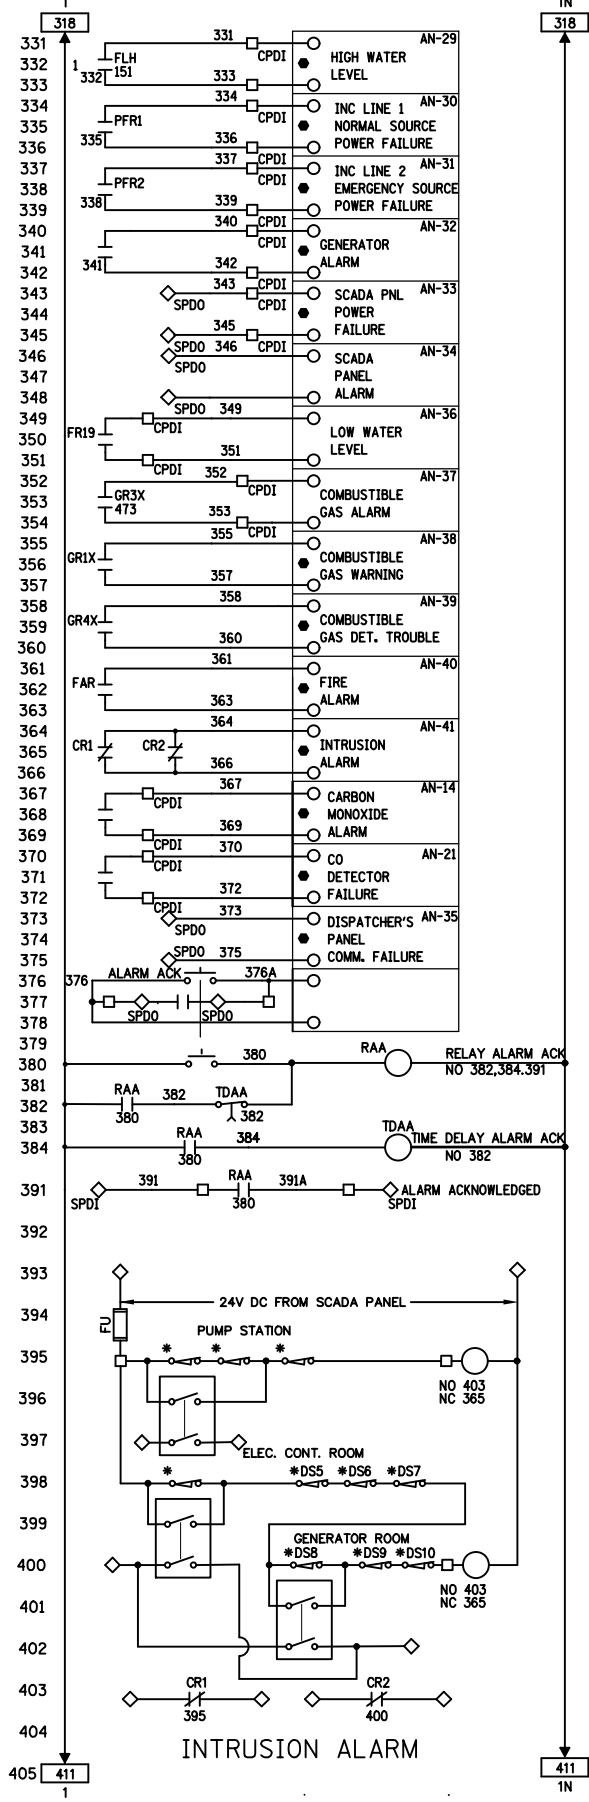 1 1N
318 318
331 331 CPDI AN-29
332 1 FLH HIGH WATER
332 151 LEVEL
333 333 CPDI
334 334 CPDI AN-30
INC LINE 1
335 PFR1 NORMAL SOURCE
335 POWER FAILURE
336 336 CPDI
337 337 CPDI AN-31
INC LINE 2
338 PFR2 EMERGENCY SOURCE
338 POWER FAILURE
339 339 CPDI
340 340 CPDI AN-32
341 GENERATOR
341 ALARM
342 342 CPDI
343 SPDO 343 CPDI AN-33
SCADA PNL
344 POWER
FAILURE
345 SPDO 345 CPDI
346 SPDO 346 AN-34
SCADA
347 PANEL
ALARM
348 SPDO
349 CPDI 349 AN-36
350 FR19 LOW WATER
LEVEL
351 CPDI 351
352 352 CPDI AN-37
353 GR3X COMBUSTIBLE
473 GAS ALARM
354 353 CPDI
355 355 AN-38
356 GR1X COMBUSTIBLE
GAS WARNING
357 357
358 358 AN-39
359 GR4X COMBUSTIBLE
GAS DET. TROUBLE
360 360
361 361 AN-40
362 FAR FIRE
ALARM
363 363
364 364 AN-41
365 CR1 CR2 INTRUSION
ALARM
366 366
367 CPDI 367 AN-14
CARBON
368 MONOXIDE
ALARM
369 CPDI 369
370 CPDI 370 AN-21
CO
371 DETECTOR
FAILURE
372 CPDI 372
373 SPDO 373 DISPATCHER'S AN-35
374 PANEL
COMM. FAILURE
375 SPDO 375
376 376 ALARM ACK 376A
377 SPDO SPDO
378
379
380 380 RAA RELAY ALARM ACK
NO 382,384.391
381
382 RAA 382 TDAA
380 382
383
384 RAA 384 TDAA TIME DELAY ALARM ACK
380 NO 382
391 SPDI 391 RAA 391A ALARM ACKNOWLEDGED
380 SPDI
392
393
394 24V DC FROM SCADA PANEL
FU
PUMP STATION
395 * * *
NO 403
NC 365
396
397
ELEC. CONT. ROOM
398 * *DS5 *DS6 *DS7
399
GENERATOR ROOM
400 *DS8 *DS9 *DS10
NO 403
NC 365
401
402
403 CR1 CR2
395 400
404
INTRUSION ALARM
405 411 411
1 1N